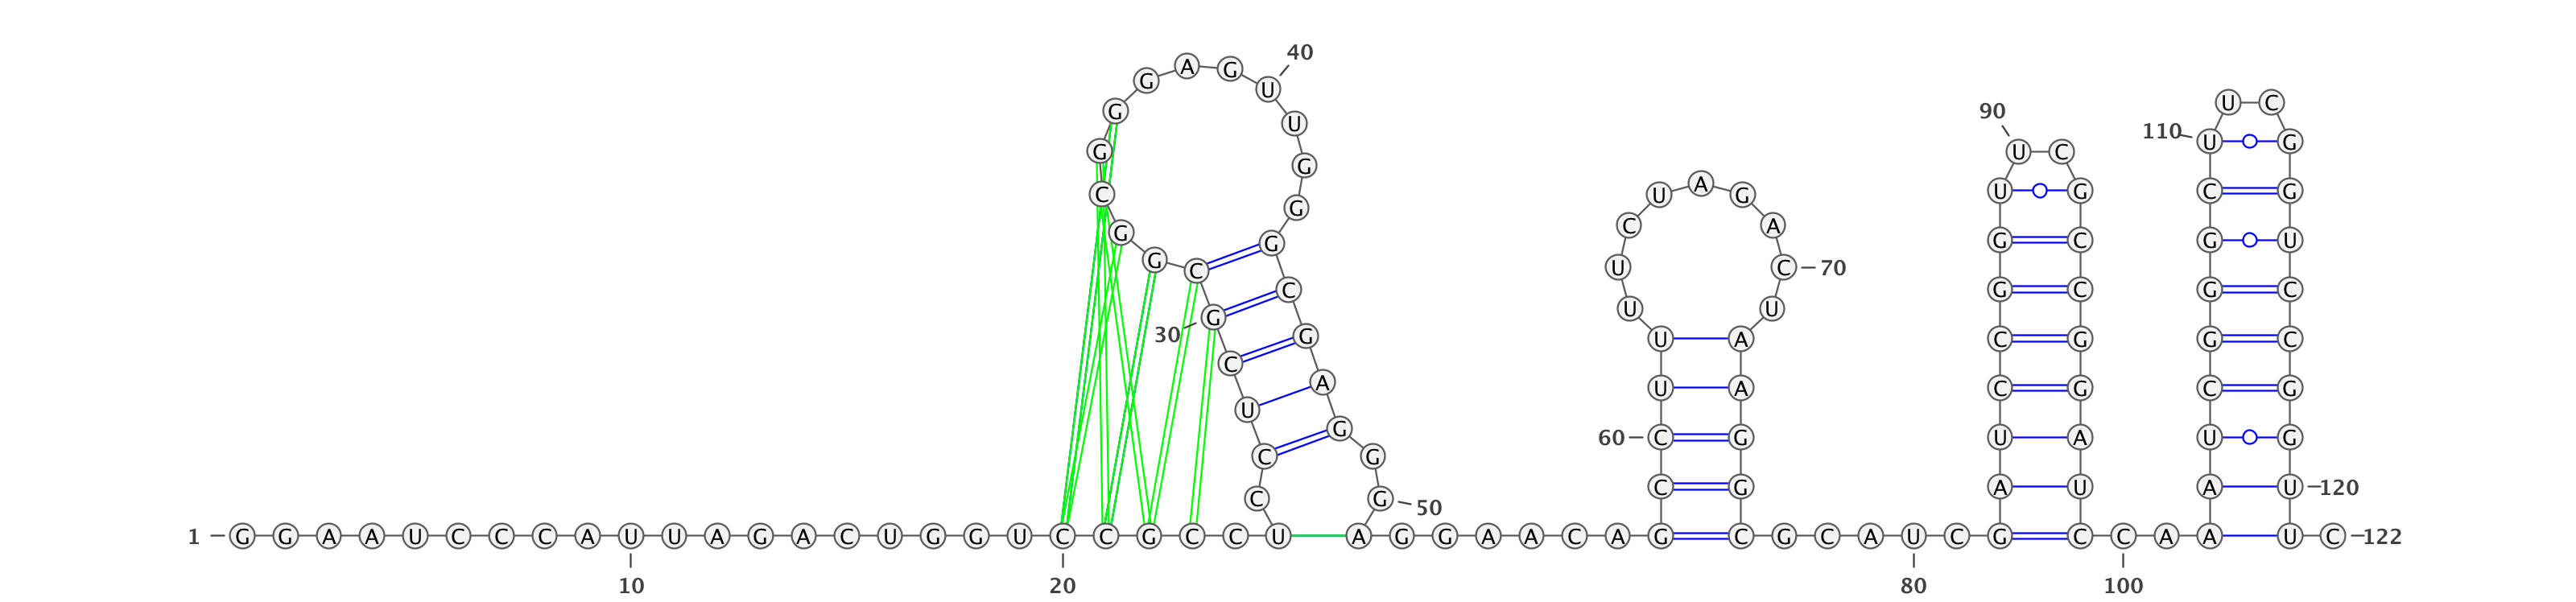 1 G G A A U C C C A U 10
U A G A C U G G U C 20
C G C C U C C U C G 30
C G G C G G G A G U 40
U G G G C G A G G G 50
A G G A A C A G C C 60
U U U U C U A G A C 70
U A A G G C G C A U 80
C G A U C C G G U U 90
C G C C G G A U C C 100
A A A U C G G G C U 110
U C G G U C C G G U 120
U C 122